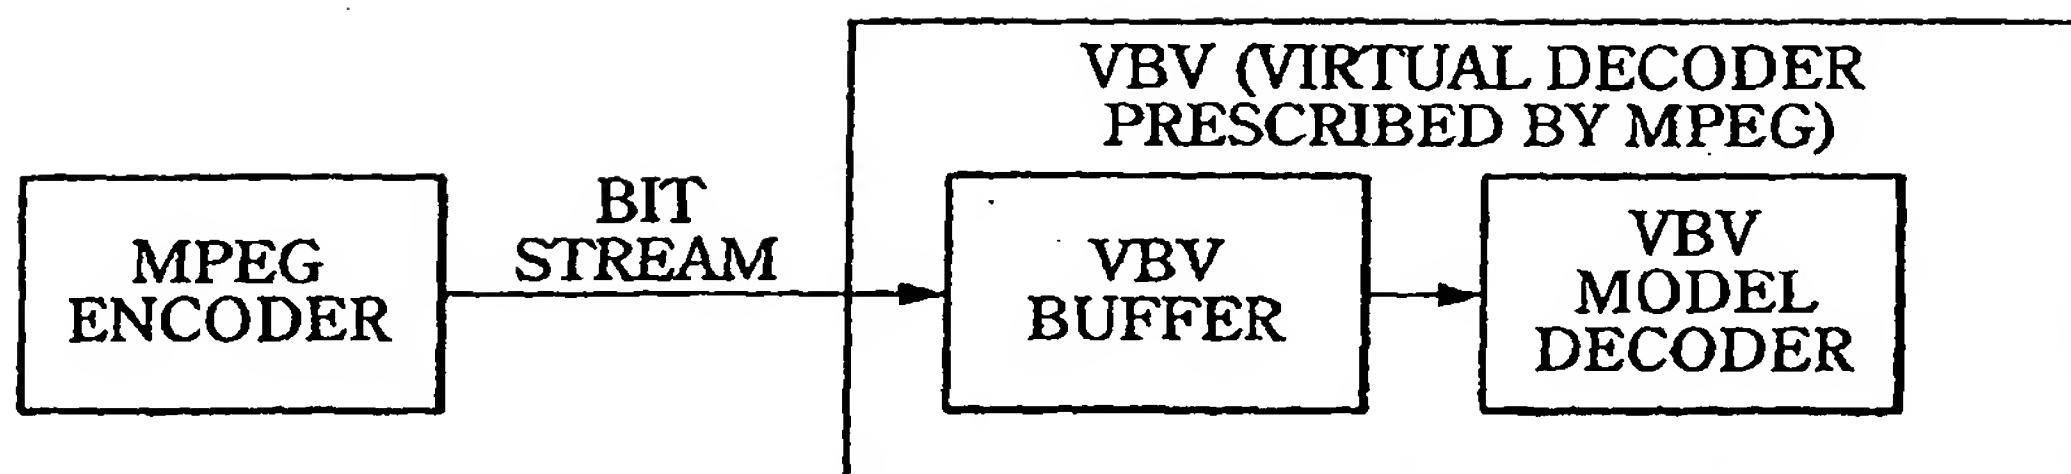 VBV (VIRTUAL DECODER
PRESCRIBED BY MPEG)
MPEG
ENCODER
BIT
STREAM
VBV
BUFFER
VBV
MODEL
DECODER